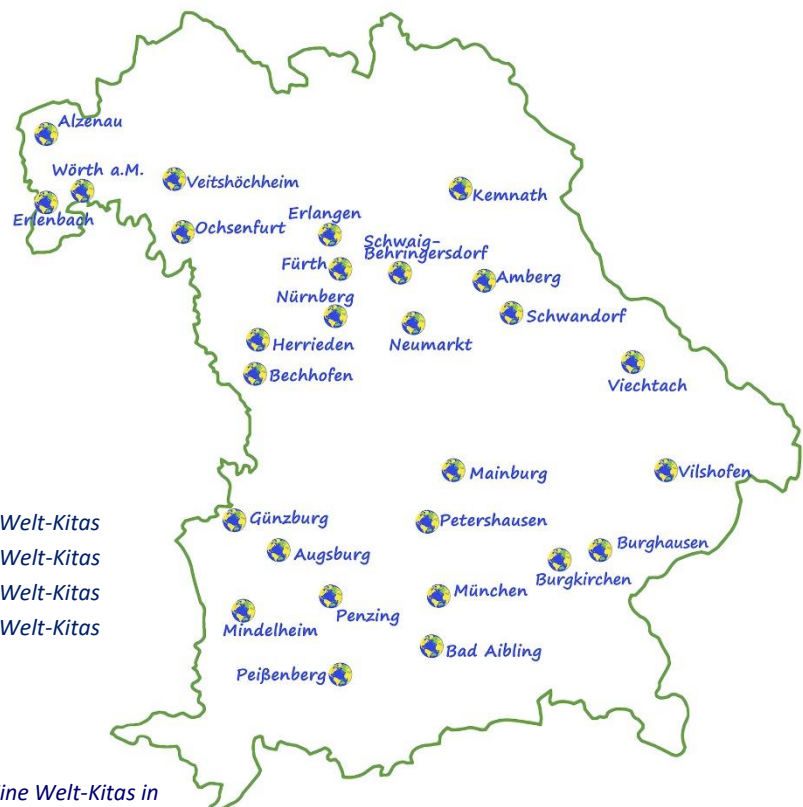 Alzenau
Wörth a.M.
Veitshöchheim
Kemnath
Erlenbach
Ochsenfurt
Erlangen
Schwaig-
Behringersdorf
Fürth
Amberg
Nürnberg
Schwandorf
Herrieden
Neumarkt
Bechhofen
Viechtach
Mainburg
Vilshofen
Welt-Kitas
Günzburg
Petershausen
Welt-Kitas
Augsburg
Burghausen
Burgkirchen
Welt-Kitas
München
Penzing
Mindelheim
Welt-Kitas
Bad Aibling
Peißenberg
ine Welt-Kitas in